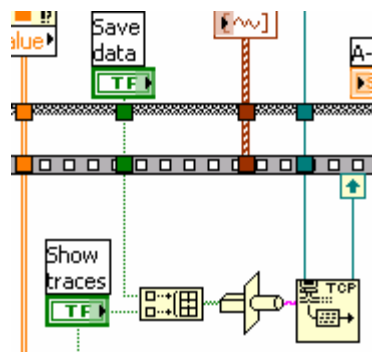 alue
Save
data
TF
A-
Show
traces
TF
TCP